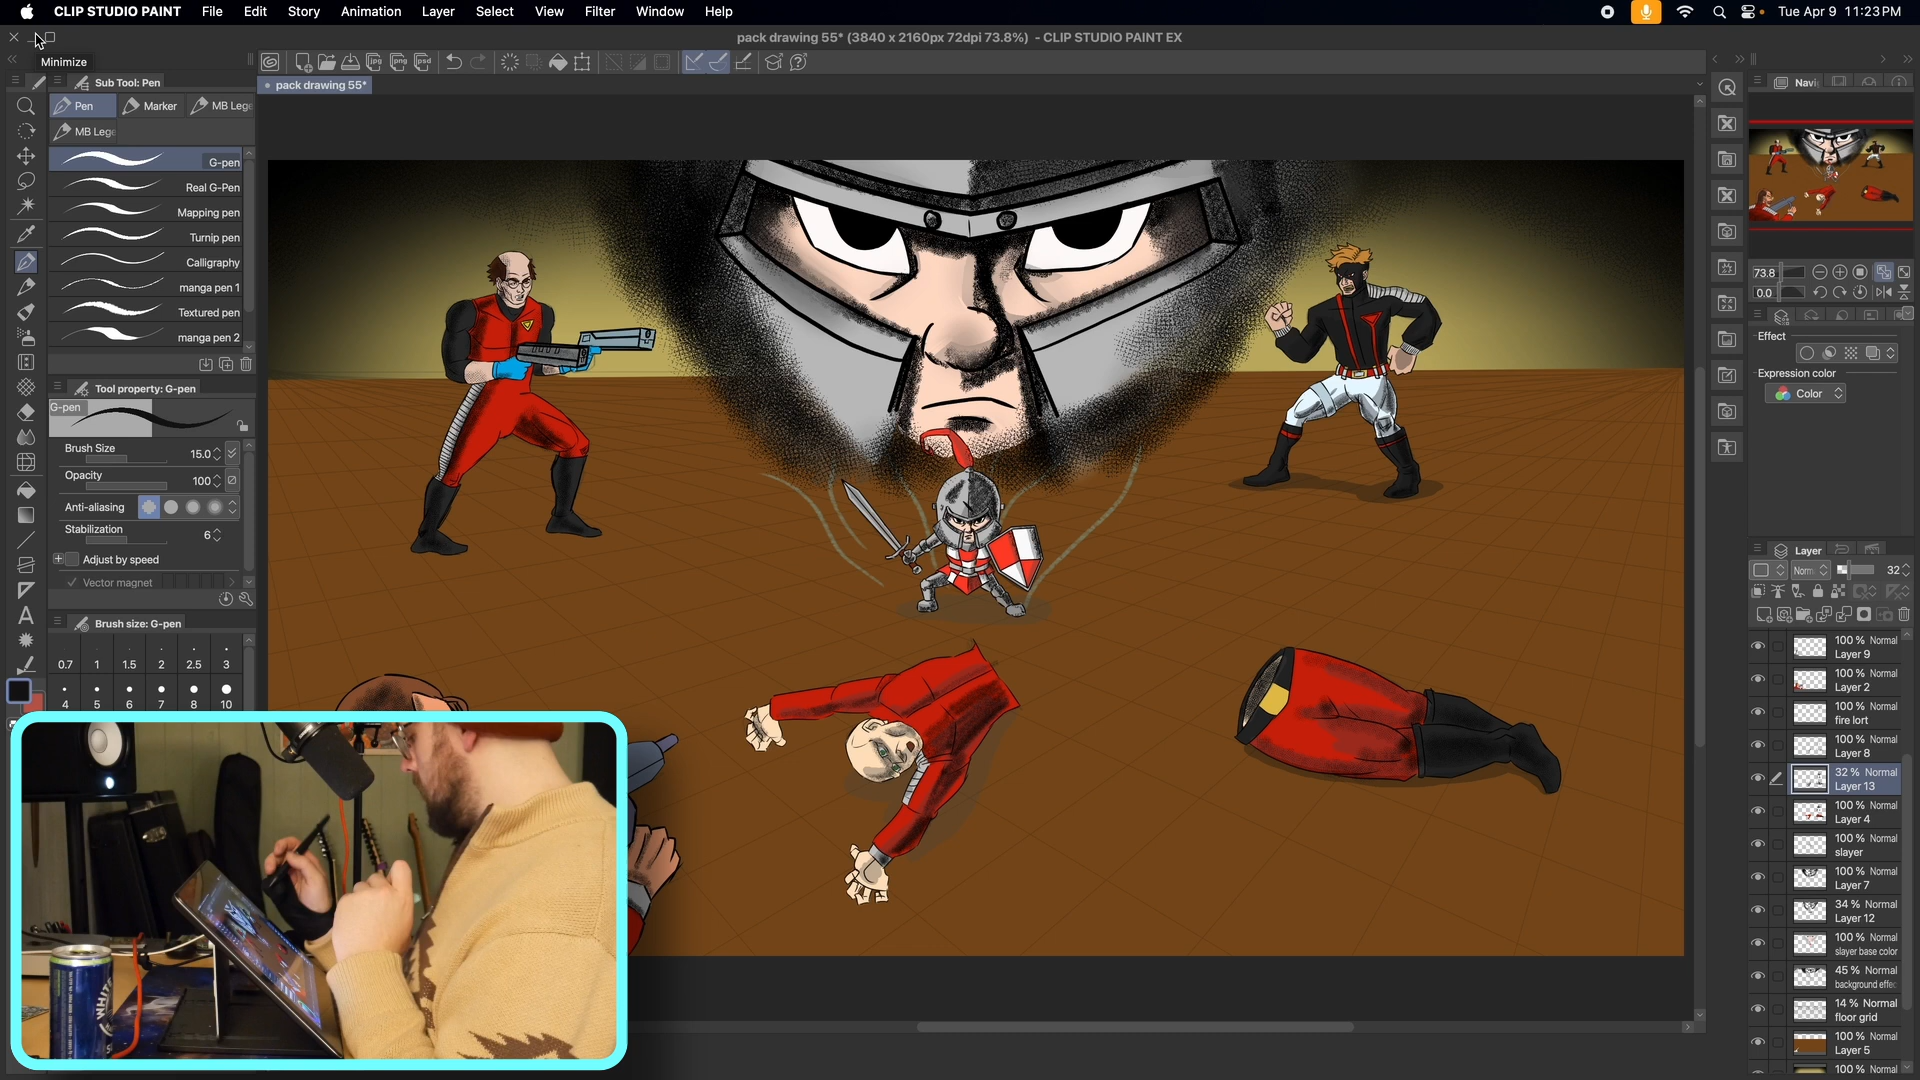 CLIP STUDIO PAINT File Edit Story Animation Layer Select View Filter Window Help Tue Apr 9 11:23 PM
pack drawing 55* (3840 x 2160px 72dpi 73.8%) - CLIP STUDIO PAINT EX
Minimize
Sub Tool: Pen
pack drawing 55*
Pen Marker MB Lege
MB Lege
G-pen
Real G-Pen
Mapping pen
Turnip pen
Calligraphy
manga pen 1
Textured pen
manga pen 2
Tool property: G-pen
G-pen
Brush Size 15.0
Opacity 100
Anti-aliasing
Stabilization 6
Adjust by speed
Vector magnet
Brush size: G-pen
0.7 1 1.5 2 2.5 3
4 5 6 7 8 10
WHITE
Navi
73.8
0.0
Effect
Expression color
Color
Layer
Norm 32
100 % Normal
Layer 9
100 % Normal
Layer 2
100 % Normal
fire lort
100 % Normal
Layer 8
32 % Normal
Layer 13
100 % Normal
Layer 4
100 % Normal
slayer
100 % Normal
Layer 7
34 % Normal
Layer 12
100 % Normal
slayer base color
45 % Normal
background effec
14 % Normal
floor grid
100 % Normal
Layer 5
100 % Normal